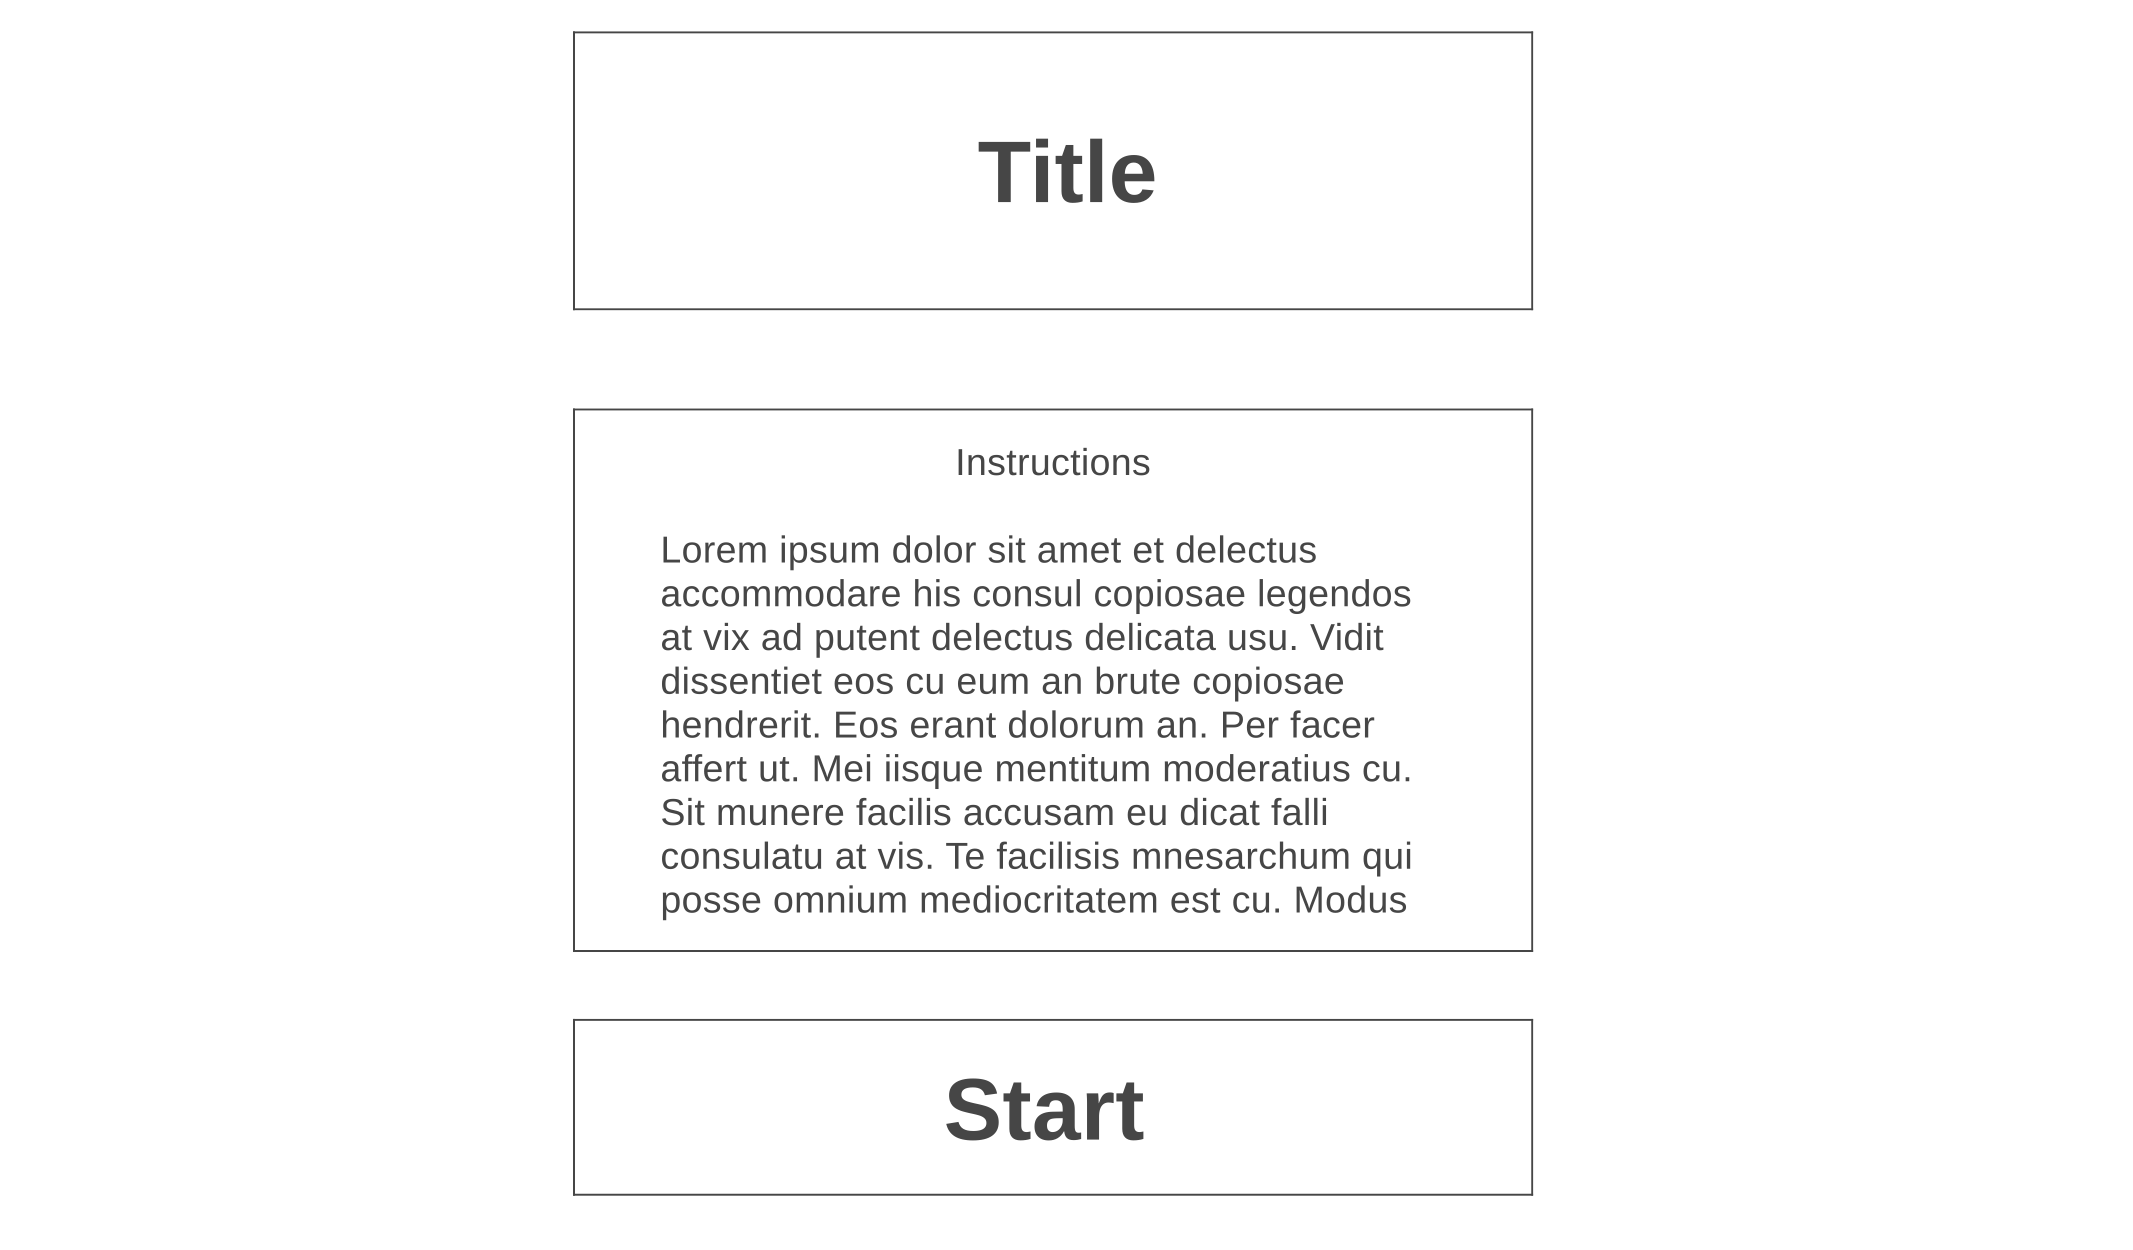 Title
Instructions
Lorem ipsum dolor sit amet et delectus
accommodare his consul copiosae legendos
at vix ad putent delectus delicata usu. Vidit
dissentiet eos cu eum an brute copiosae
hendrerit. Eos erant dolorum an. Per facer
affert ut. Mei iisque mentitum moderatius cu.
Sit munere facilis accusam eu dicat falli
consulatu at vis. Te facilisis mnesarchum qui
posse omnium mediocritatem est cu. Modus
Start